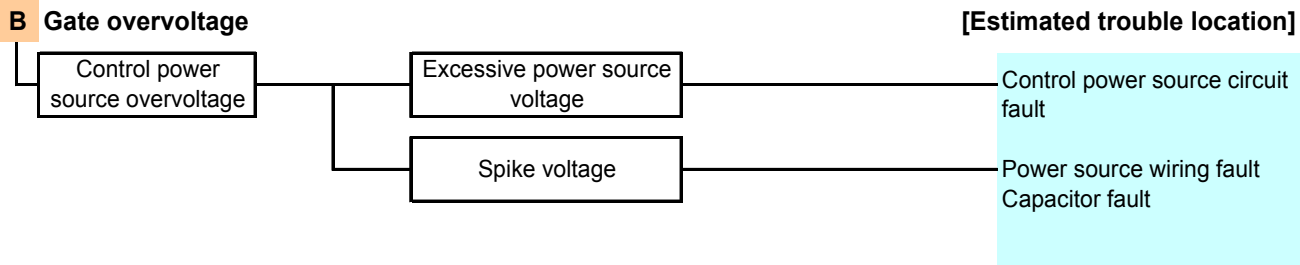 B Gate overvoltage
[Estimated trouble location]
Control power
source overvoltage
Excessive power source
voltage
Control power source circuit
fault
Spike voltage
Power source wiring fault
Capacitor fault